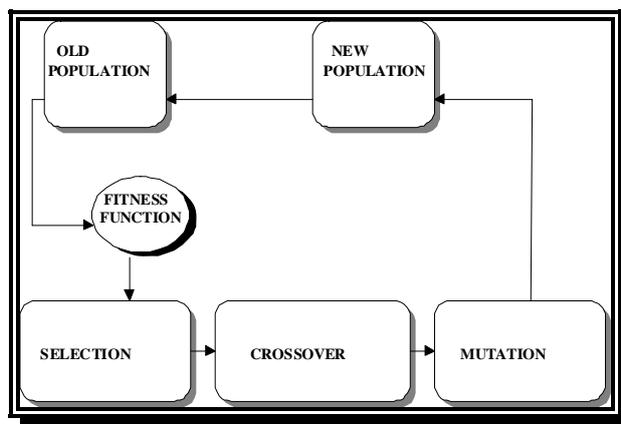 OLD
POPULATION
NEW
POPULATION
FITNESS
FUNCTION
SELECTION
CROSSOVER
MUTATION